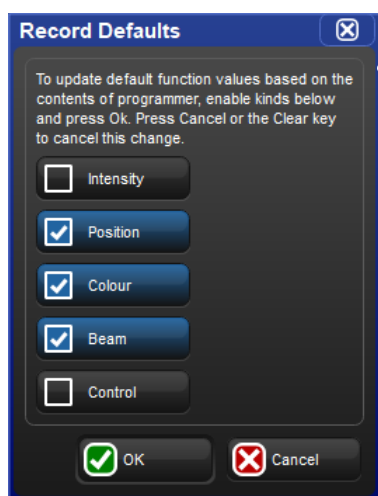 Record Defaults
To update default function values based on the
contents of programmer, enable kinds below
and press Ok. Press Cancel or the Clear key
to cancel this change.
Intensity
Position
Colour
Beam
Control
OK
Cancel